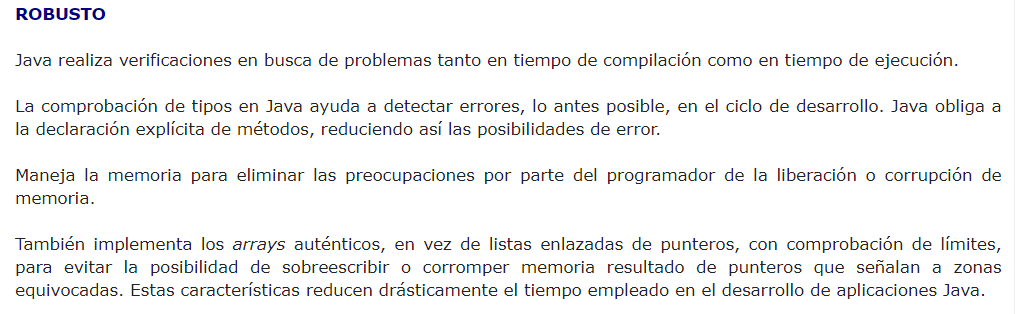 ROBUSTO
Java realiza verificaciones en busca de problemas tanto en tiempo de compilación como en tiempo de ejecución.
La comprobación de tipos en Java ayuda a detectar errores, lo antes posible, en el ciclo de desarrollo. Java obliga a
la declaración explícita de métodos, reduciendo así las posibilidades de error.
Maneja la memoria para eliminar las preocupaciones por parte del programador de la liberación o corrupción de
memoria.
También implementa los arrays auténticos, en vez de listas enlazadas de punteros, con comprobación de límites,
para evitar la posibilidad de sobreescribir o corromper memoria resultado de punteros que señalan a zonas
equivocadas. Estas características reducen drásticamente el tiempo empleado en el desarrollo de aplicaciones Java.